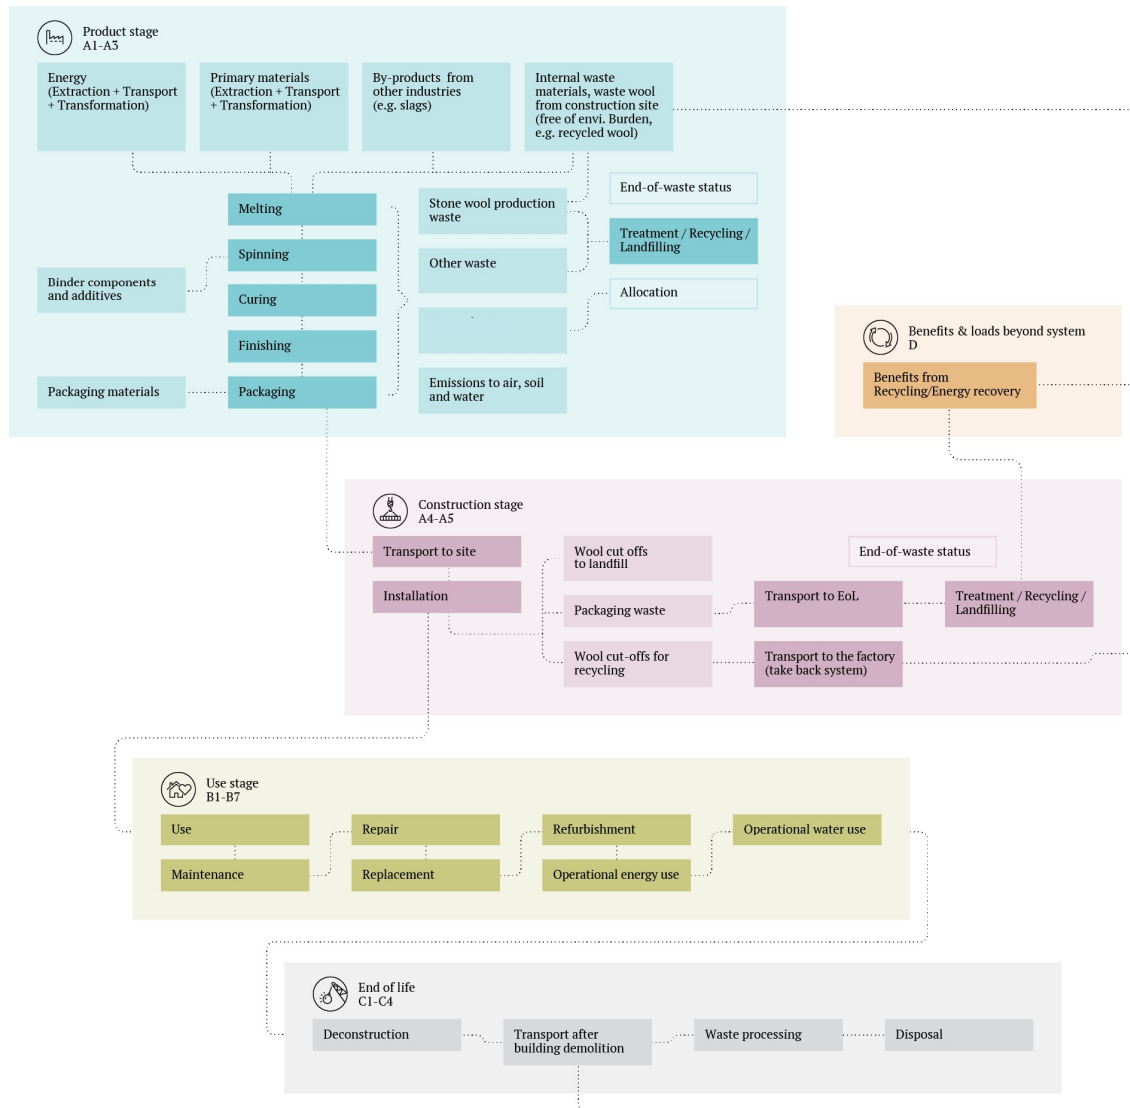 Product stage
A1-A3
Energy
(Extraction + Transport
+ Transformation)
Primary materials
(Extraction + Transport
+ Transformation)
By-products from
other industries
(e.g. slags)
Internal waste
materials, waste wool
from construction site
(free of envi. Burden,
e.g. recycled wool)
Melting
Spinning
Curing
Finishing
Packaging
Binder components
and additives
Packaging materials
Stone wool production
waste
Other waste
Emissions to air, soil
and water
End-of-waste status
Treatment / Recycling /
Landfilling
Allocation
Benefits & loads beyond system
D
Benefits from
Recycling/Energy recovery
Construction stage
A4-A5
Transport to site
Installation
Wool cut offs
to landfill
Packaging waste
Wool cut-offs for
recycling
End-of-waste status
Transport to EoL
Treatment / Recycling /
Landfilling
Transport to the factory
(take back system)
Use stage
B1-B7
Use
Maintenance
Repair
Replacement
Refurbishment
Operational energy use
Operational water use
End of life
C1-C4
Deconstruction
Transport after
building demolition
Waste processing
Disposal